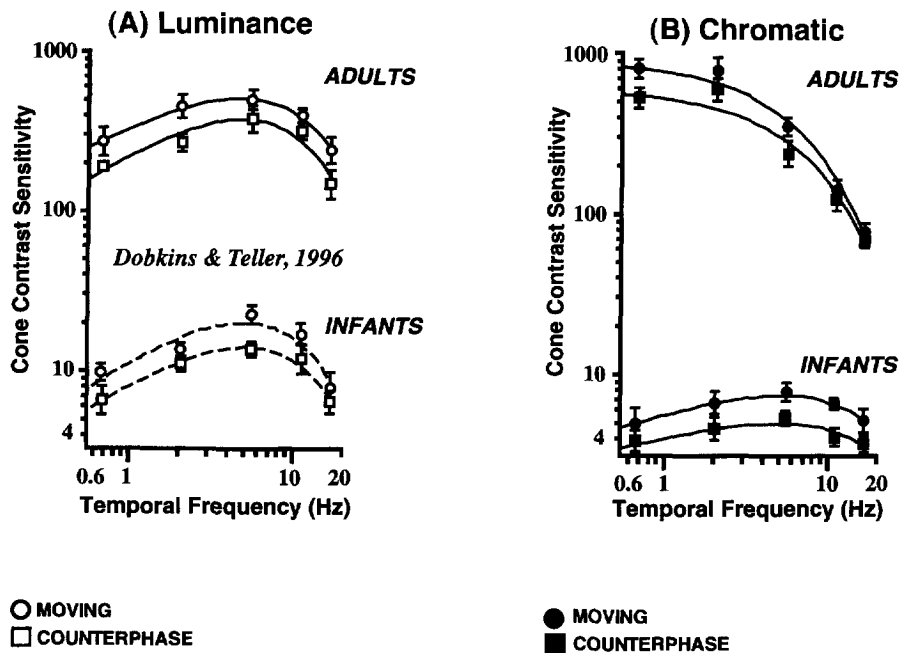 (A) Luminance
1000
100
10
4
Cone Contrast Sensitivity
ADULTS
Dobkins & Teller, 1996
INFANTS
0.6 1 10 20
Temporal Frequency (Hz)
MOVING
COUNTERPHASE
(B) Chromatic
1000
100
10
4
Cone Contrast Sensitivity
ADULTS
INFANTS
0.6 1 10 20
Temporal Frequency (Hz)
MOVING
COUNTERPHASE